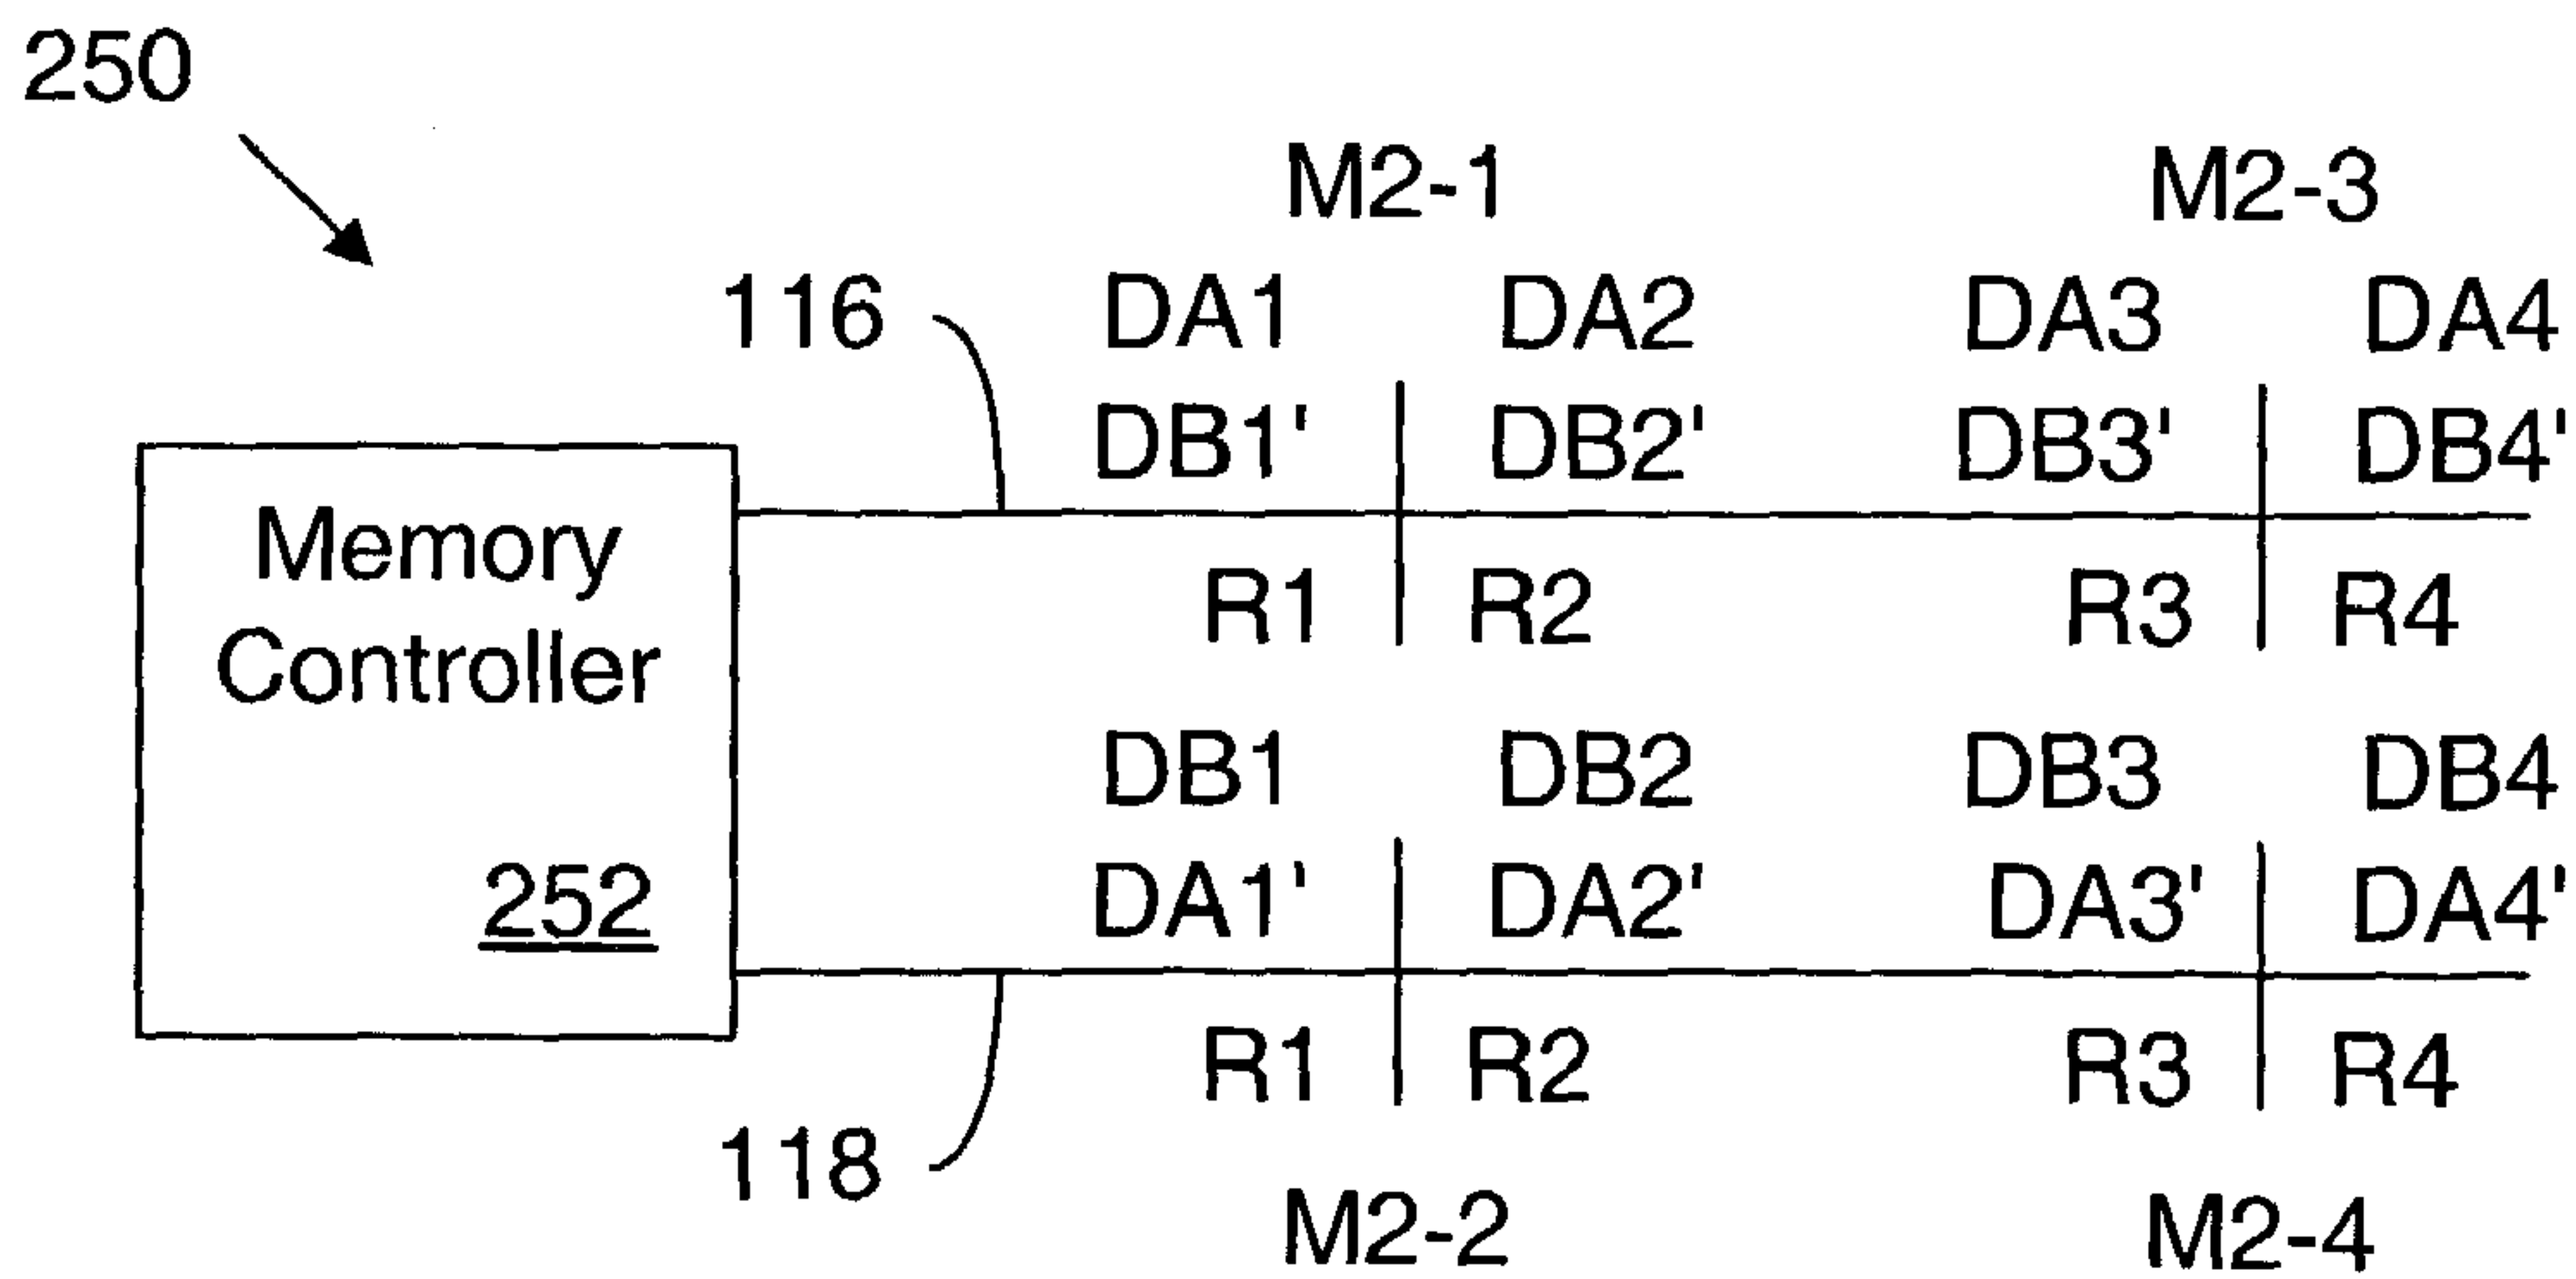 250
M2-1 M2-3
116 DA1 DA2 DA3 DA4
DB1' DB2' DB3' DB4'
Memory
Controller
252
R1 R2 R3 R4
DB1 DB2 DB3 DB4
DA1' DA2' DA3' DA4'
R1 R2 R3 R4
118
M2-2 M2-4